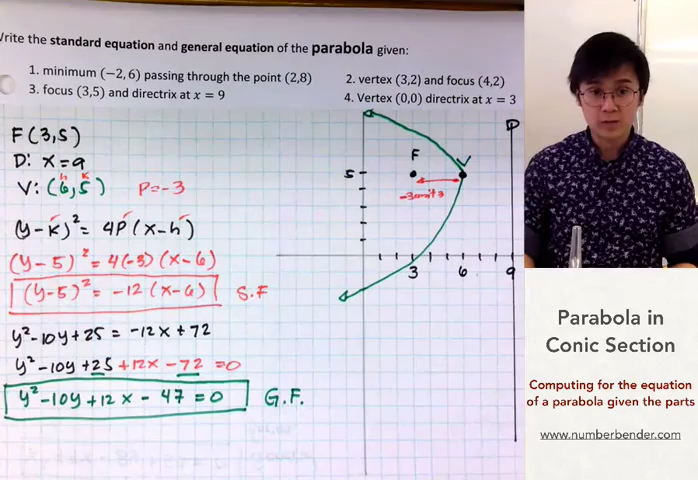 Write the standard equation and general equation of the parabola given:
1. minimum (−2,6) passing through the point (2,8)
2. vertex (3,2) and focus (4,2)
3. focus (3,5) and directrix at x = 9
4. Vertex (0,0) directrix at x = 3
F(3,5)
D: x=9
h k
V: (6,5) P=-3
(y-k)² = 4P(x-h)
(y-5)² = 4(-3)(x-6)
(y-5)² = -12(x-6) S.F
y²-10y+25 = -12x+72
y²-10y+25+12x-72=0
y²-10y+12x-47=0 G.F.
D
F V
5
3 6 9
Parabola in
Conic Section
Computing for the equation
of a parabola given the parts
www.numberbender.com